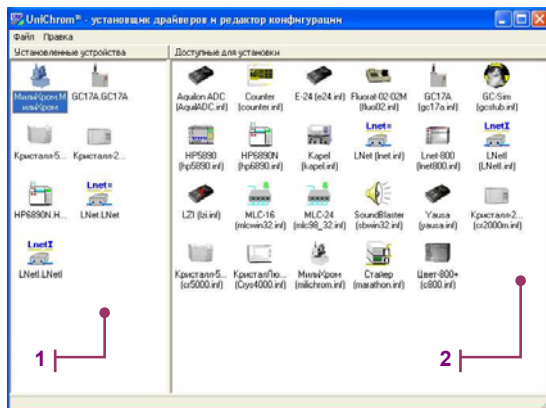 UniChrom™ - установщик драйверов и редактор конфигурации
Файл Правка
Установленные устройства
Доступные для установки
МилиХром.М
илиХром
GC17A.GC17A
Кристалл-5...
Кристалл-2...
HP6890N.H...
LNet.LNet
LNetI.LNetI
Aquilon ADC
(AquilADC.inf)
Counter
(counter.inf)
E-24 (e24.inf)
Fluorat-02-02M
(fluo02.inf)
GC17A
(gc17a.inf)
GC-Sim
(gcstub.inf)
HP5890
(hp5890.inf)
HP6890N
(hp6890.inf)
Kapel
(kapel.inf)
LNet (lnet.inf)
Lnet-800
(lnet800.inf)
LNetI
(LNetI.inf)
LZI (lzi.inf)
MLC-16
(mlcwin32.inf)
MLC-24
(mlc98_32.inf)
SoundBlaster
(sbwin32.inf)
Yausa
(yausa.inf)
Кристалл-2...
(cr2000m.inf)
Кристалл-5...
(cr5000.inf)
КристалЛю...
(Crys4000.inf)
МилиХром
(milichrom.inf)
Стайер
(marathon.inf)
Цвет-800+
(c800.inf)
1
2